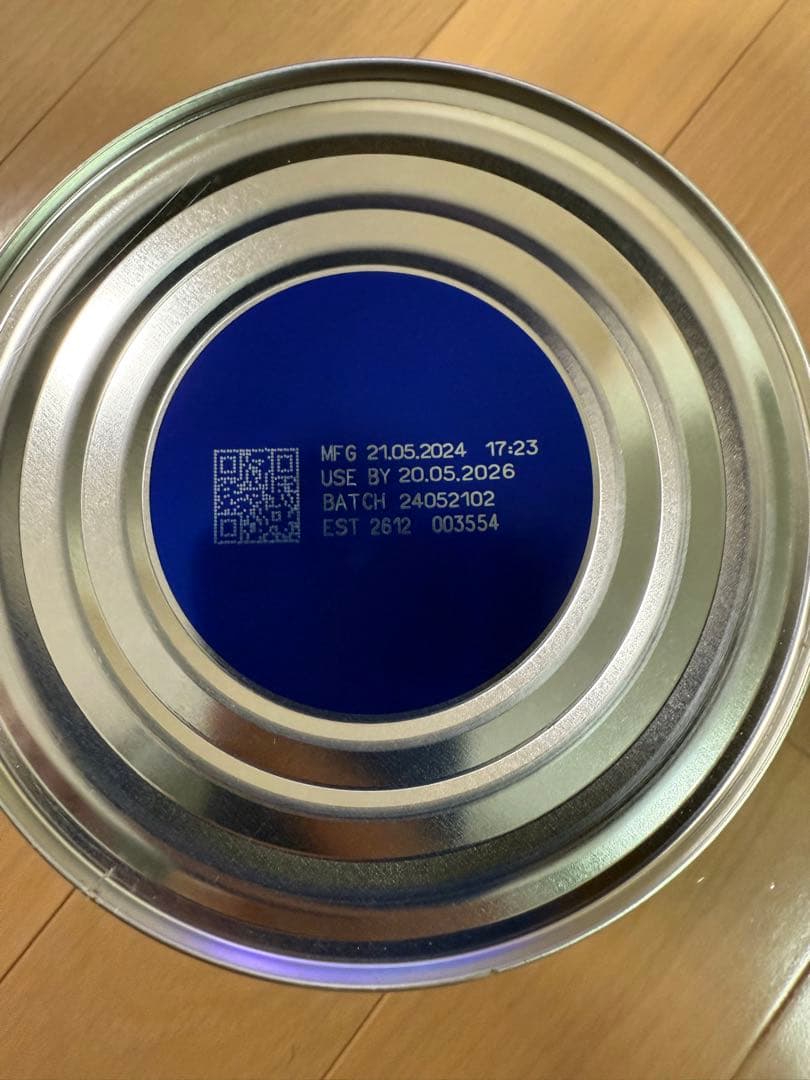 MFG 21.05.2024 17:23
USE BY 20.05.2026
BATCH 24052102
EST 2612 003554